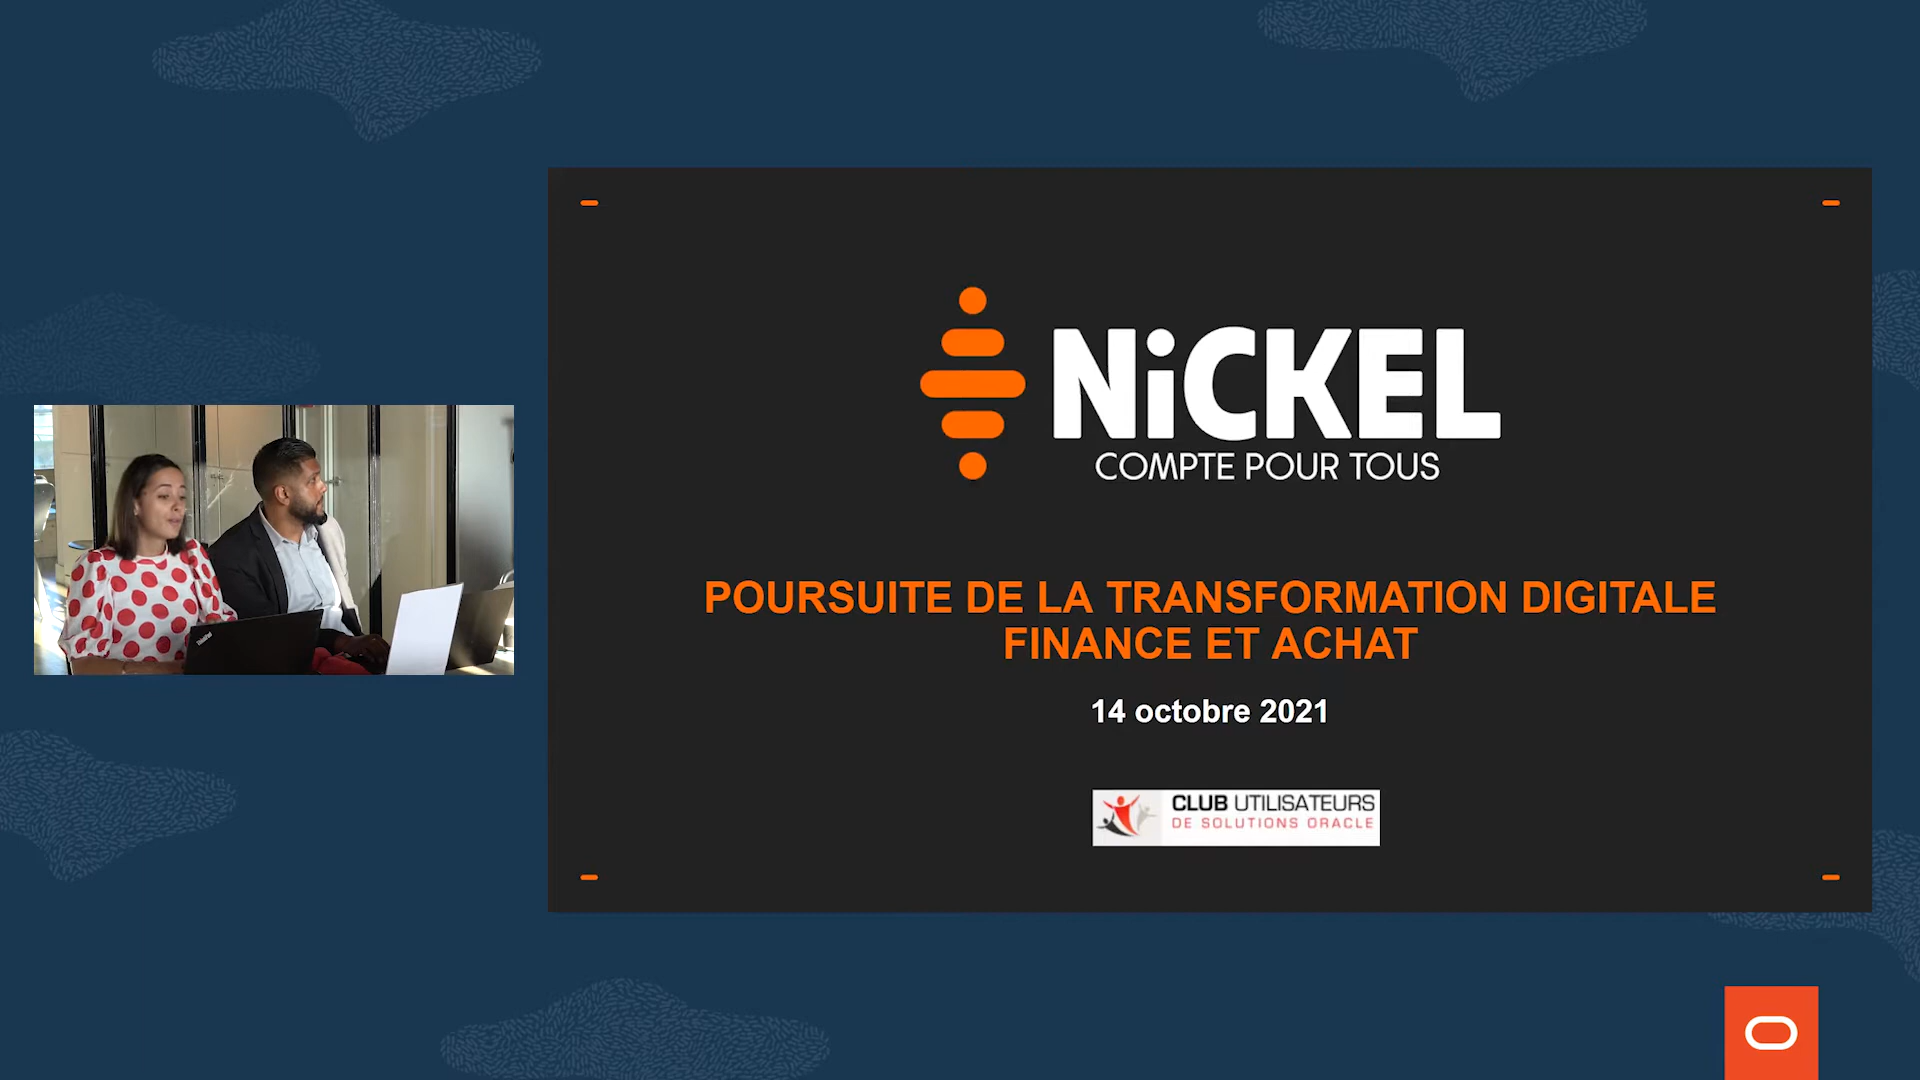 NiCKEL
COMPTE POUR TOUS
POURSUITE DE LA TRANSFORMATION DIGITALE
FINANCE ET ACHAT
14 octobre 2021
CLUB UTILISATEURS
DE SOLUTIONS ORACLE
ThinkPad